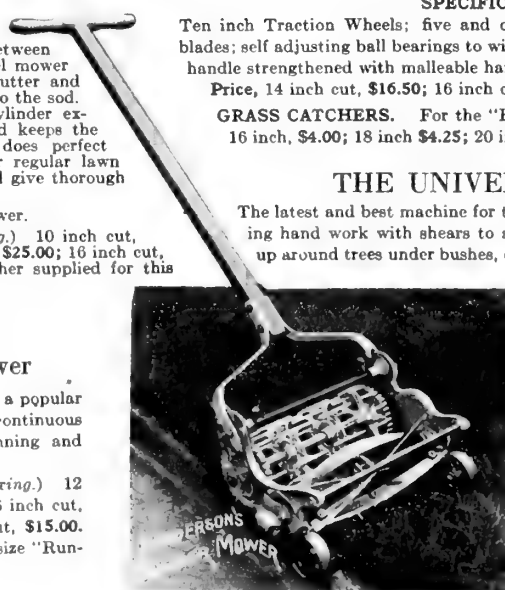 etween
l mower
utter and
o the sod.
ylinder ex-
d keeps the
does perfect
r regular lawn
l give thorough
wer.
g.) 10 inch cut,
$25.00; 16 inch cut,
her supplied for this
ver
a popular
continuous
nning and
ring.) 12
6 inch cut,
ut, $15.00.
size "Run-
SPECIFIC
Ten inch Traction Wheels; five and
blades; self adjusting ball bearings to wi
handle strengthened with malleable ha
Price, 14 inch cut, $16.50; 16 inch c
GRASS CATCHERS. For the "
16 inch, $4.00; 18 inch $4.25; 20 i
THE UNIVE
The latest and best machine for t
ing hand work with shears to
up around trees under bushes,
ERSON'S
MOWER